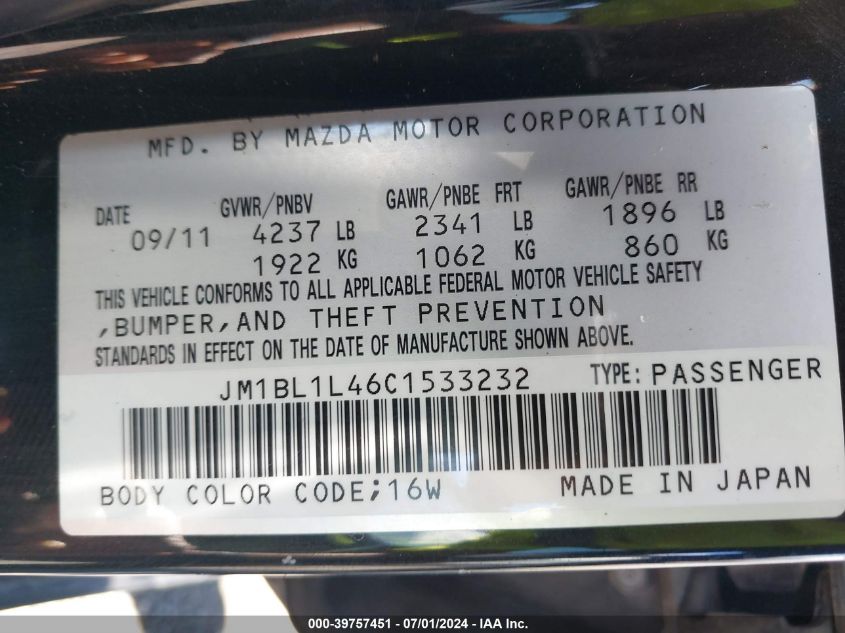 MFD. BY MAZDA MOTOR CORPORATION
DATE GVWR/PNBV GAWR/PNBE FRT GAWR/PNBE RR
09/11 4237 LB 2341 LB 1896 LB
1922 KG 1062 KG 860 KG
THIS VEHICLE CONFORMS TO ALL APPLICABLE FEDERAL MOTOR VEHICLE SAFETY
,BUMPER,AND THEFT PREVENTION
STANDARDS IN EFFECT ON THE DATE OF MANUFACTURE SHOWN ABOVE.
JM1BL1L46C1533232 TYPE: PASSENGER
BODY COLOR CODE;16W MADE IN JAPAN
000-39757451 - 07/01/2024 - IAA Inc.